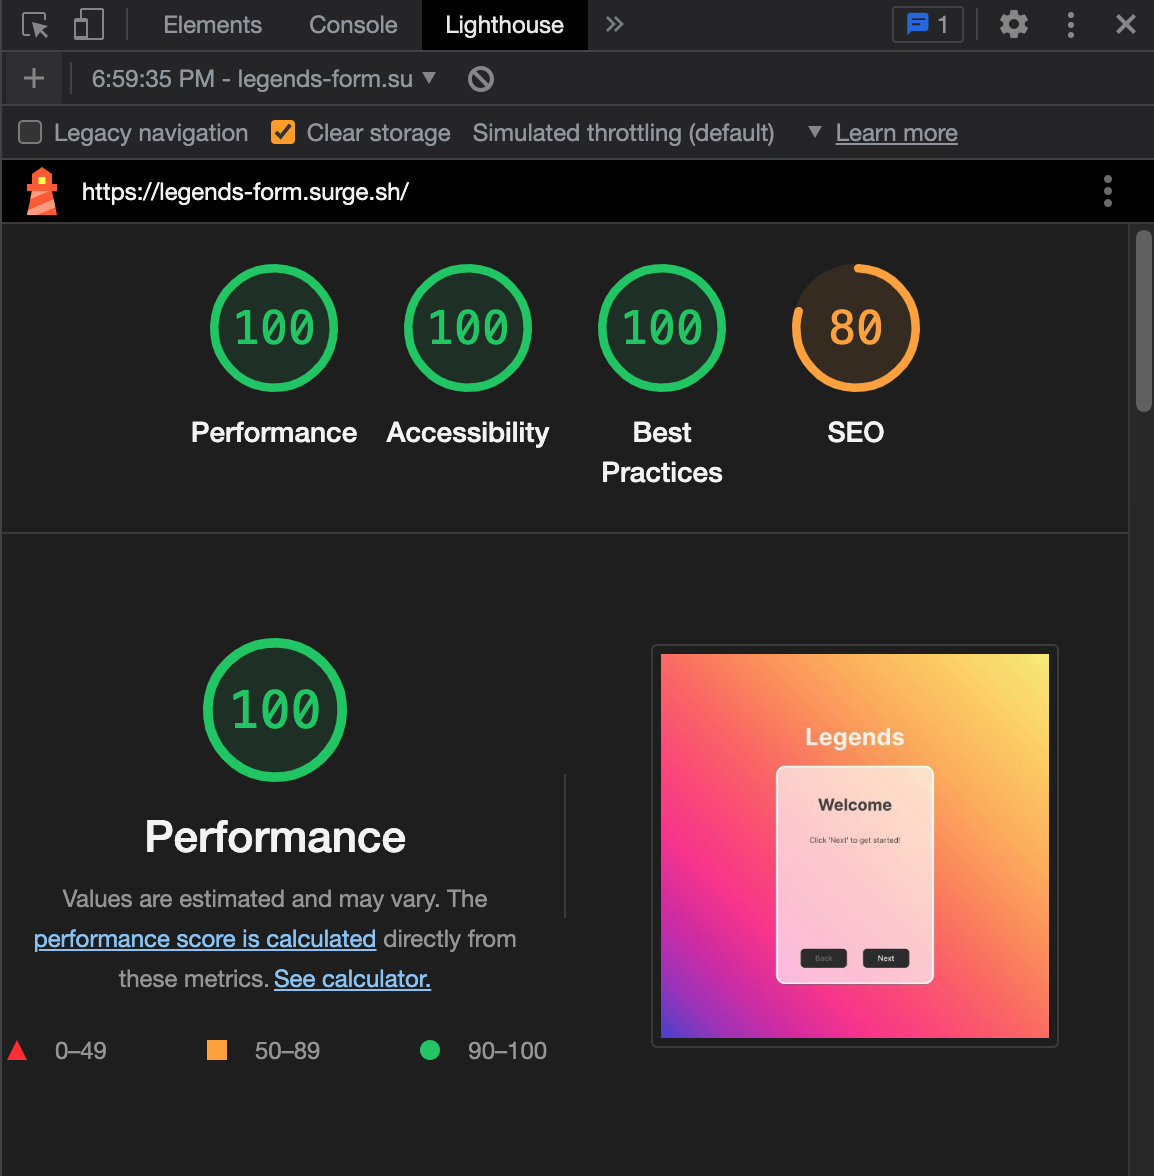 Elements Console Lighthouse 1
6:59:35 PM - legends-form.su
Legacy navigation Clear storage Simulated throttling (default) Learn more
https://legends-form.surge.sh/
100 100 100 80
Performance Accessibility Best SEO
Practices
100
Performance
Values are estimated and may vary. The
performance score is calculated directly from
these metrics. See calculator.
0–49 50–89 90–100
Legends
Welcome
Click 'Next' to get started!
Back Next